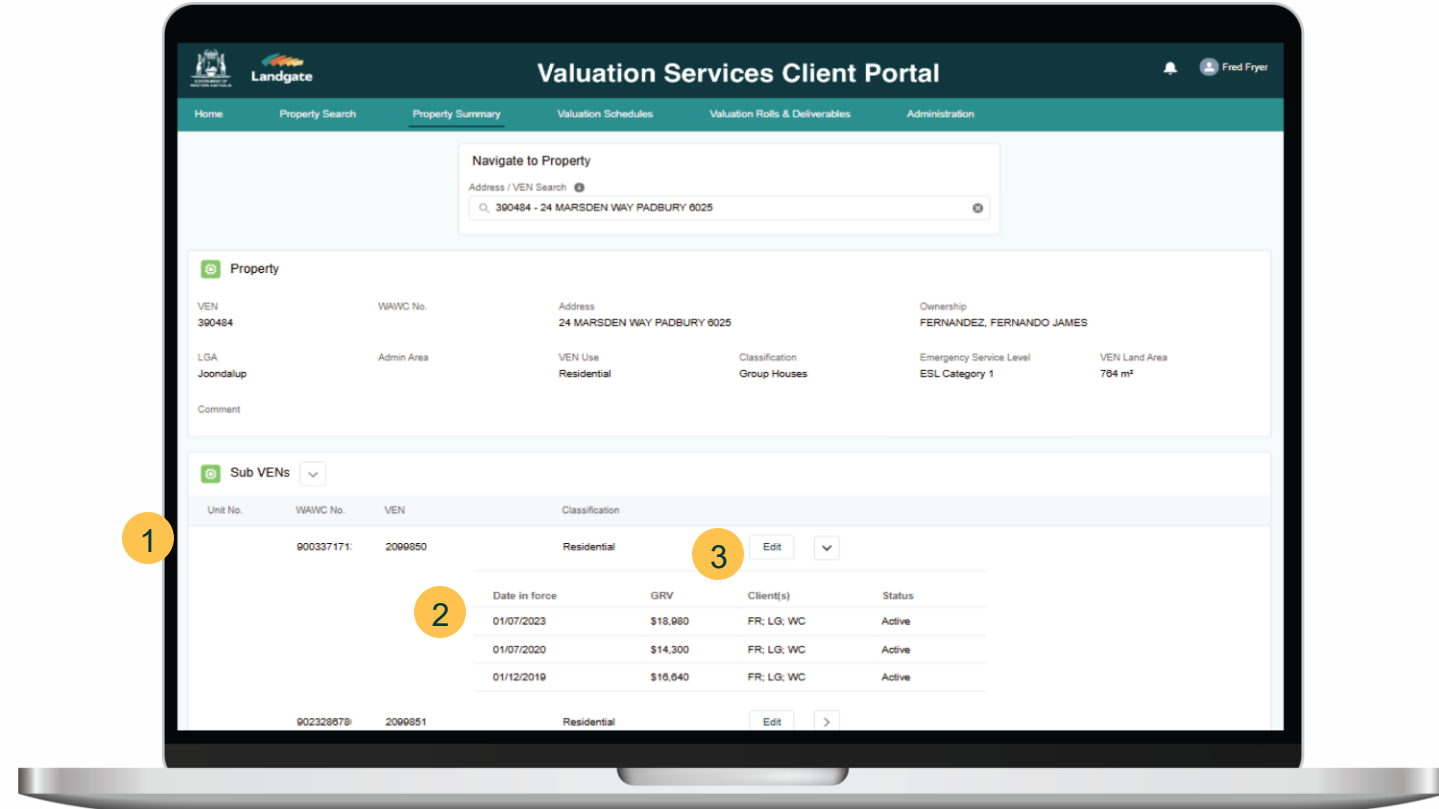 Landgate
Valuation Services Client Portal
Fred Fryer
Home Property Search Property Summary Valuation Schedules Valuation Rolls & Deliverables Administration
Navigate to Property
Address / VEN Search
390484 - 24 MARSDEN WAY PADBURY 6025
Property
VEN WAWC No. Address Ownership
390484 24 MARSDEN WAY PADBURY 6025 FERNANDEZ, FERNANDO JAMES
LGA Admin Area VEN Use Classification Emergency Service Level VEN Land Area
Joondalup Residential Group Houses ESL Category 1 764 m²
Comment
Sub VENs
Unit No. WAWC No. VEN Classification
1 900337171 2099850 Residential 3 Edit
2 Date in force GRV Client(s) Status
01/07/2023 $18,980 FR; LG; WC Active
01/07/2020 $14,300 FR; LG; WC Active
01/12/2019 $16,640 FR; LG; WC Active
902328678 2099851 Residential Edit